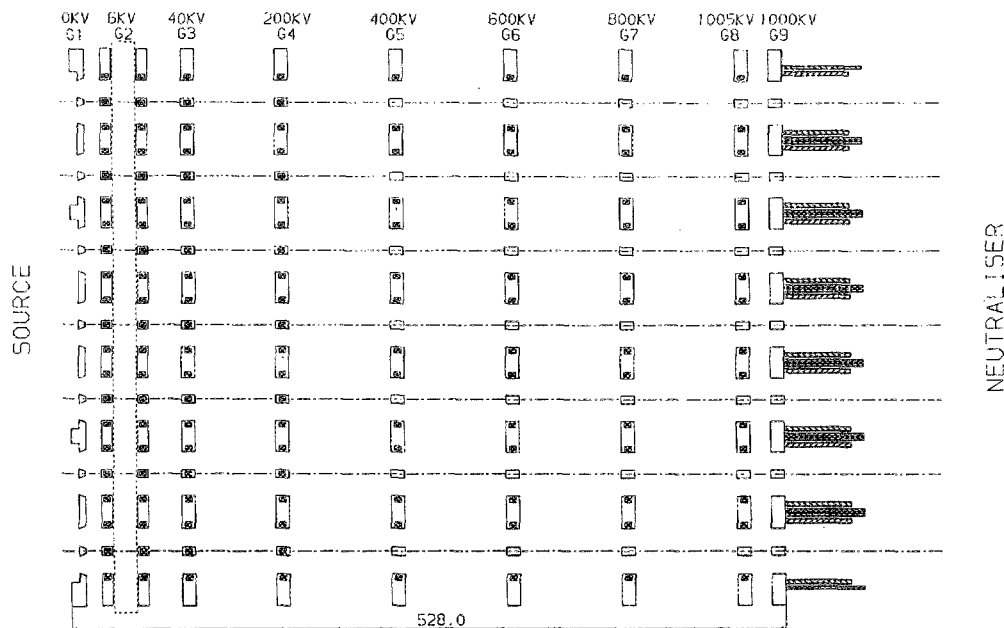 0KV 6KV 40KV 200KV 400KV 600KV 800KV 1005KV 1000KV
G1 G2 G3 G4 G5 G6 G7 G8 G9
SOURCE
NEUTRALISER
528.0